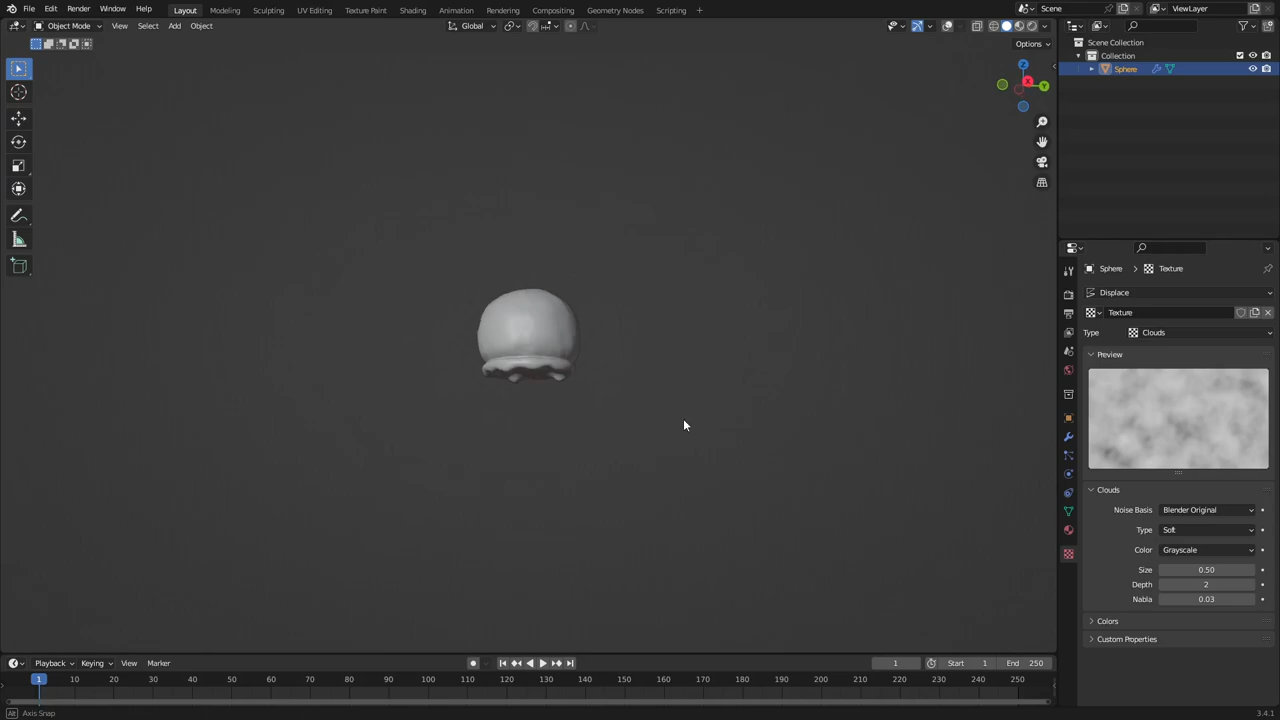 File Edit Render Window Help Layout Modeling Sculpting UV Editing Texture Paint Shading Animation Rendering Compositing Geometry Nodes Scripting + Scene ViewLayer
Object Mode View Select Add Object Global
Options
Scene Collection
Collection
Sphere
Z
X
Y
Sphere > Texture
Displace
Texture
Type Clouds
Preview
Clouds
Noise Basis Blender Original
Type Soft
Color Grayscale
Size 0.50
Depth 2
Nabla 0.03
Colors
Custom Properties
Playback Keying View Marker 1 Start 1 End 250
1 10 20 30 40 50 60 70 80 90 100 110 120 130 140 150 160 170 180 190 200 210 220 230 240 250
Alt Axis Snap 3.4.1